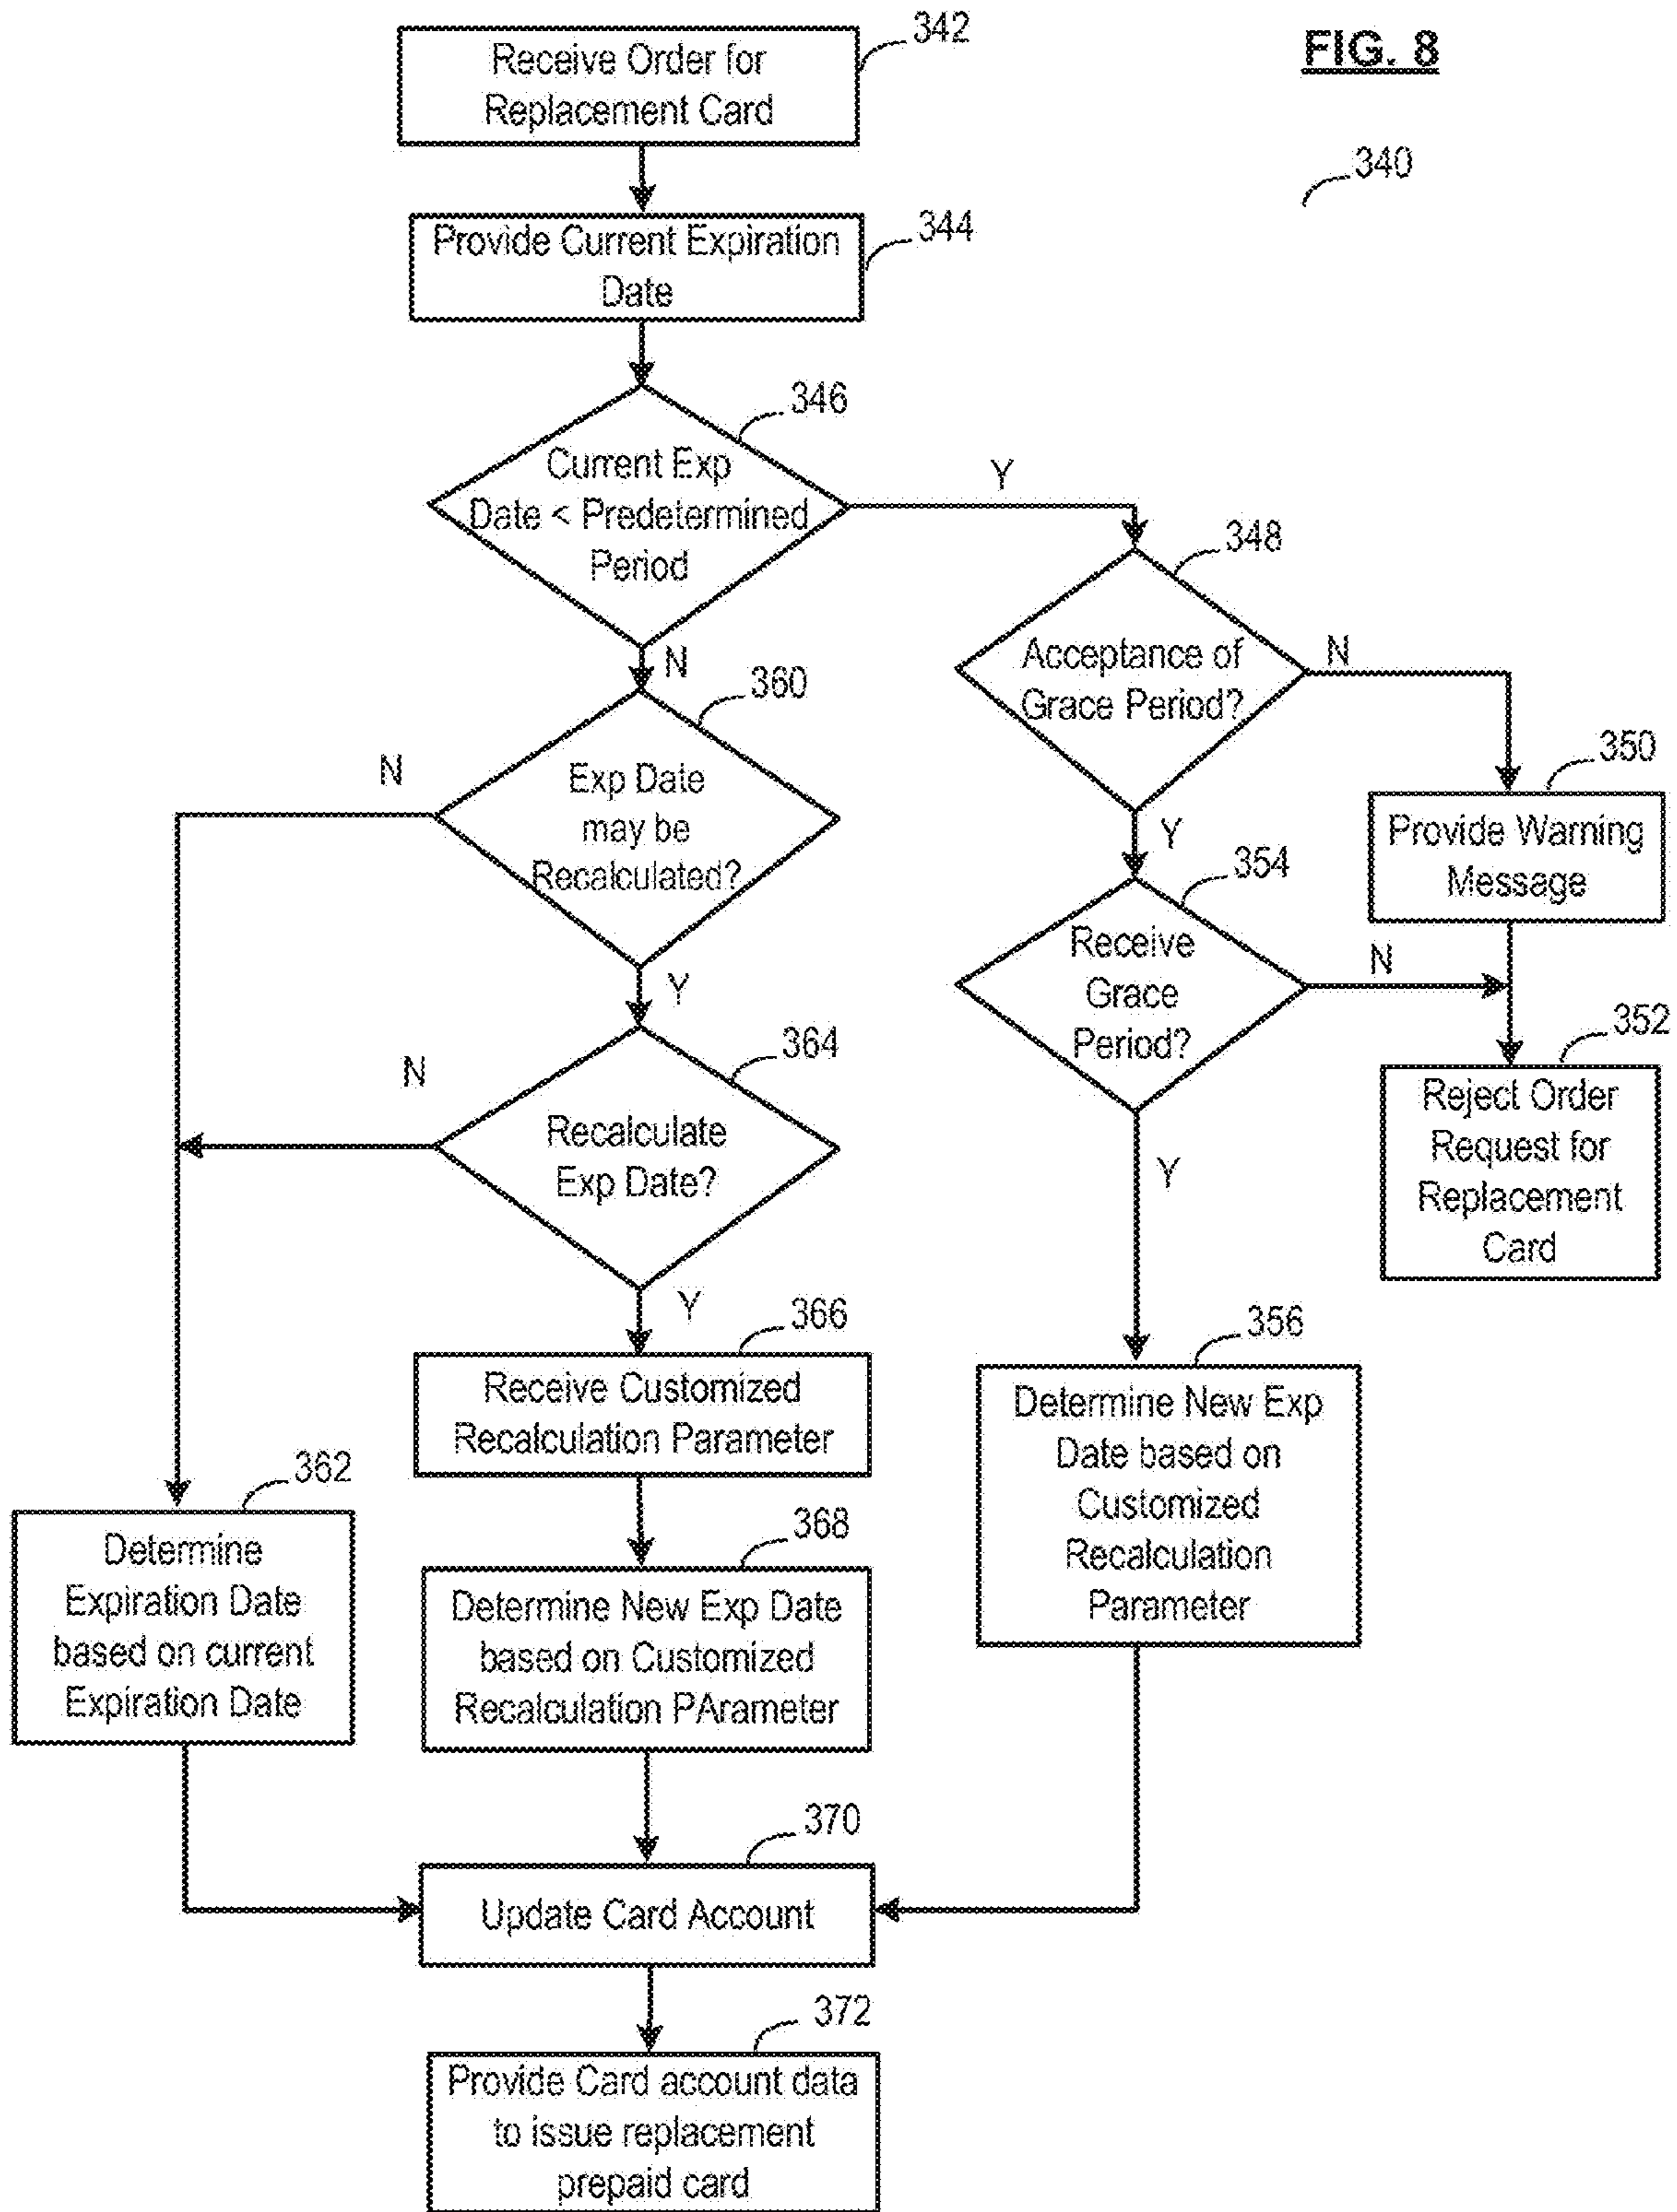 FIG. 8
340
342
Receive Order for
Replacement Card
344
Provide Current Expiration
Date
346
Current Exp
Date < Predetermined
Period
Y
N
348
Acceptance of
Grace Period?
N
Y
350
Provide Warning
Message
360
Exp Date
may be
Recalculated?
N
Y
354
Receive
Grace
Period?
N
Y
352
Reject Order
Request for
Replacement
Card
364
Recalculate
Exp Date?
N
Y
366
Receive Customized
Recalculation Parameter
356
Determine New Exp
Date based on
Customized
Recalculation
Parameter
362
Determine
Expiration Date
based on current
Expiration Date
368
Determine New Exp Date
based on Customized
Recalculation PArameter
370
Update Card Account
372
Provide Card account data
to issue replacement
prepaid card